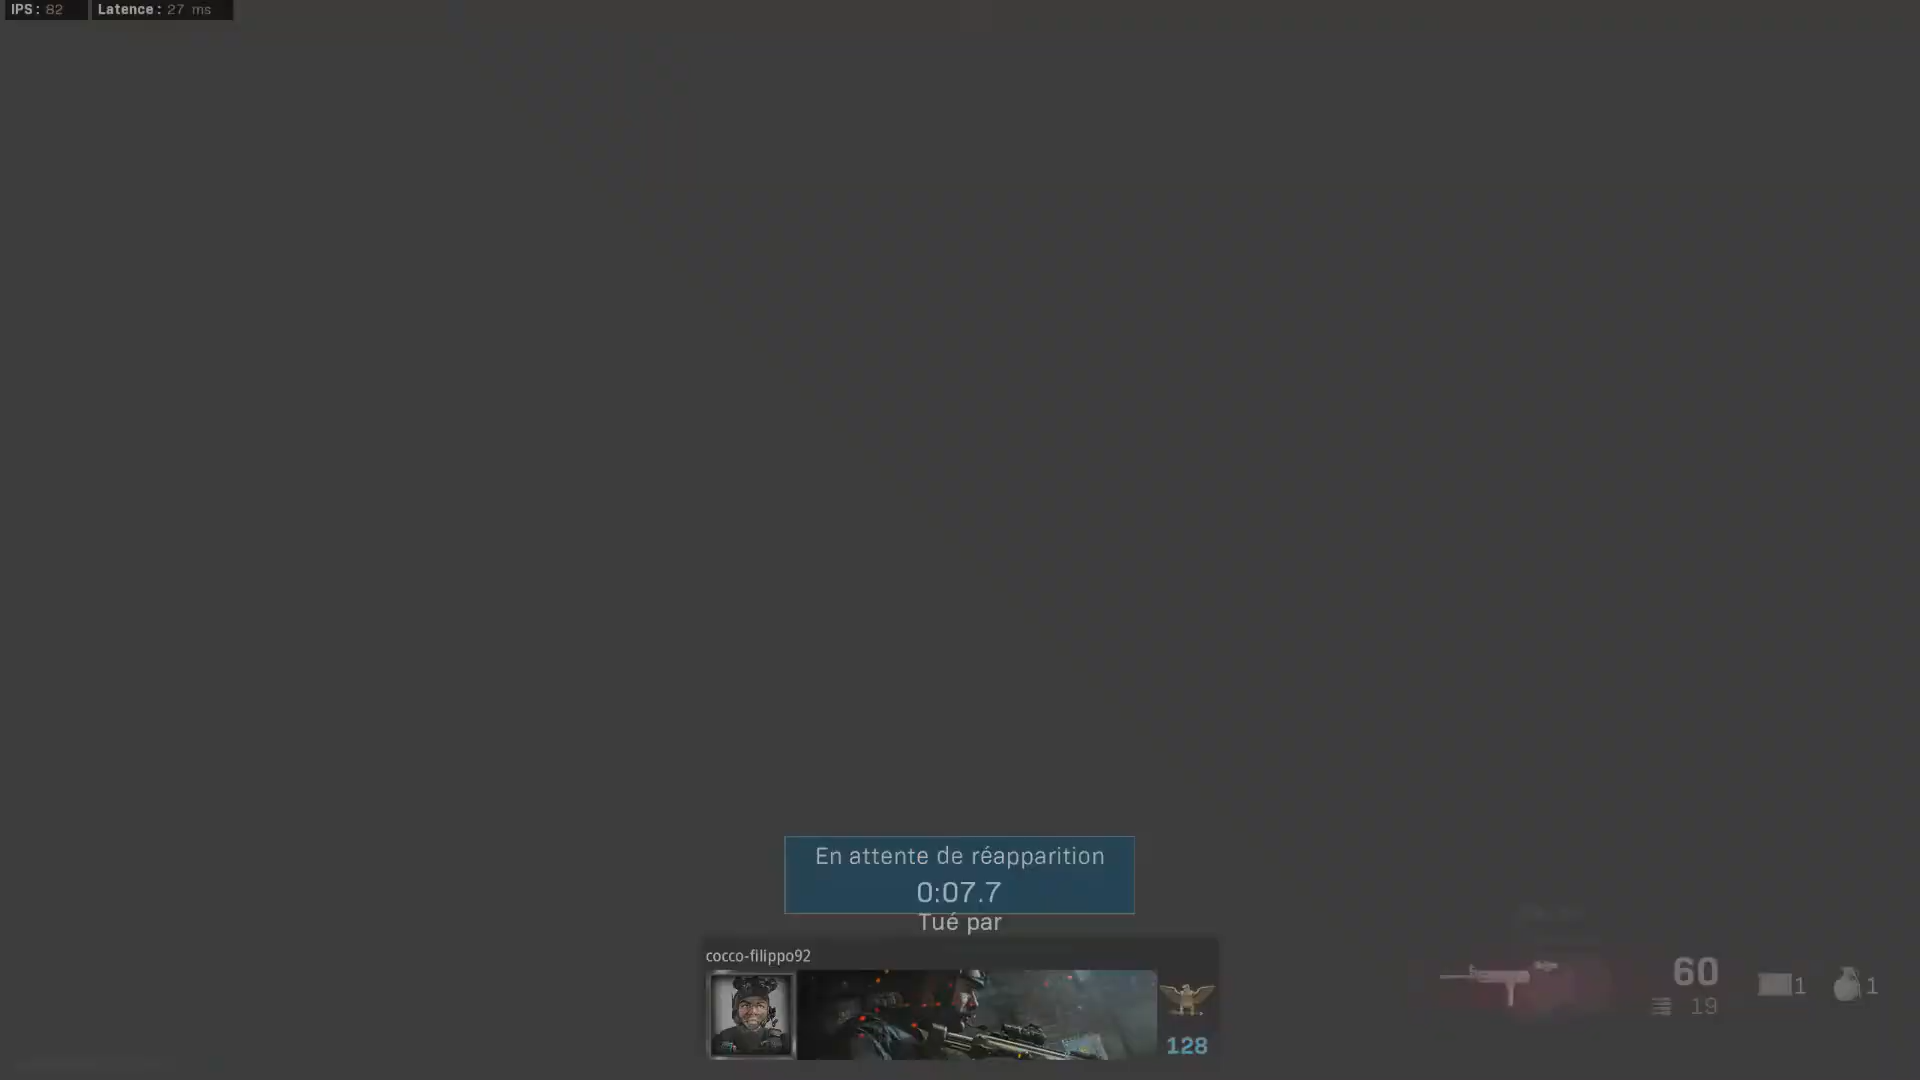 IPS : 82 Latence : 27 ms
En attente de réapparition
0:07.7
Tué par
cocco-filippo92
128
60
19
1
1